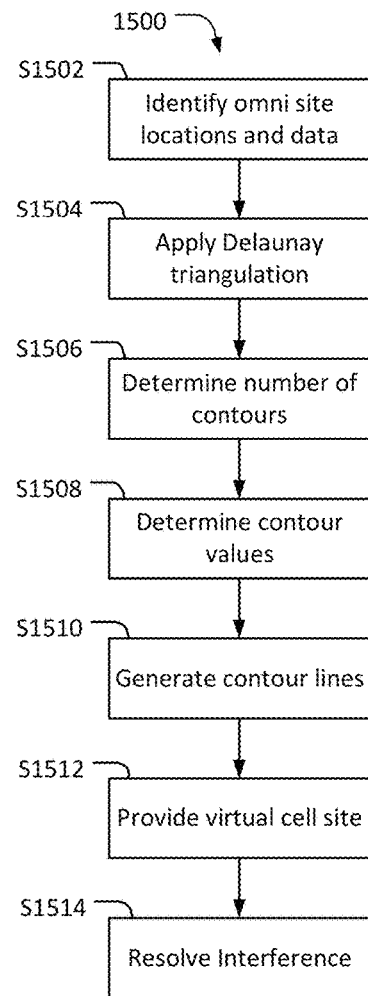 1500
S1502
Identify omni site
locations and data
S1504
Apply Delaunay
triangulation
S1506
Determine number of
contours
S1508
Determine contour
values
S1510
Generate contour lines
S1512
Provide virtual cell site
S1514
Resolve Interference